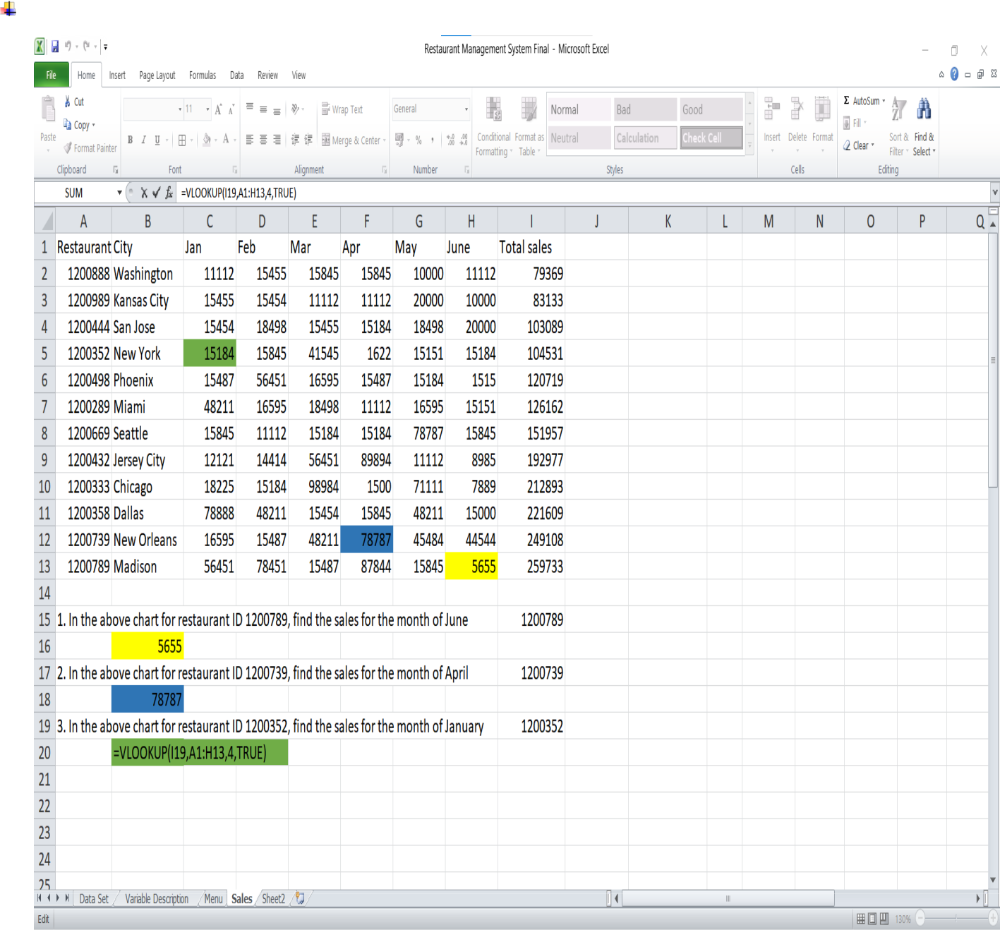 Restaurant Management System Final - Microsoft Excel
File Home Insert Page Layout Formulas Data Review View
Cut
Copy
Format Painter
Paste
Clipboard
11 A A
B I U A
Font
Wrap Text
Merge & Center
Alignment
General
% , .0 .00 .00 .0
Number
Conditional Formatting
Format as Table
Normal Bad Good
Neutral Calculation Check Cell
Styles
Insert Delete Format
Cells
Σ AutoSum
Fill
Clear
Sort & Filter
Find & Select
Editing
SUM fx =VLOOKUP(I19,A1:H13,4,TRUE)
A B C D E F G H I J K L M N O P Q
1 Restaurant City Jan Feb Mar Apr May June Total sales
2 1200888 Washington 11112 15455 15845 15845 10000 11112 79369
3 1200989 Kansas City 15455 15454 11112 11112 20000 10000 83133
4 1200444 San Jose 15454 18498 15455 15184 18498 20000 103089
5 1200352 New York 15184 15845 41545 1622 15151 15184 104531
6 1200498 Phoenix 15487 56451 16595 15487 15184 1515 120719
7 1200289 Miami 48211 16595 18498 11112 16595 15151 126162
8 1200669 Seattle 15845 11112 15184 15184 78787 15845 151957
9 1200432 Jersey City 12121 14414 56451 89894 11112 8985 192977
10 1200333 Chicago 18225 15184 98984 1500 71111 7889 212893
11 1200358 Dallas 78888 48211 15454 15845 48211 15000 221609
12 1200739 New Orleans 16595 15487 48211 78787 45484 44544 249108
13 1200789 Madison 56451 78451 15487 87844 15845 5655 259733
14
15 1. In the above chart for restaurant ID 1200789, find the sales for the month of June 1200789
16 5655
17 2. In the above chart for restaurant ID 1200739, find the sales for the month of April 1200739
18 78787
19 3. In the above chart for restaurant ID 1200352, find the sales for the month of January 1200352
20 =VLOOKUP(I19,A1:H13,4,TRUE)
21
22
23
24
25
Data Set Variable Description Menu Sales Sheet2
Edit 130%